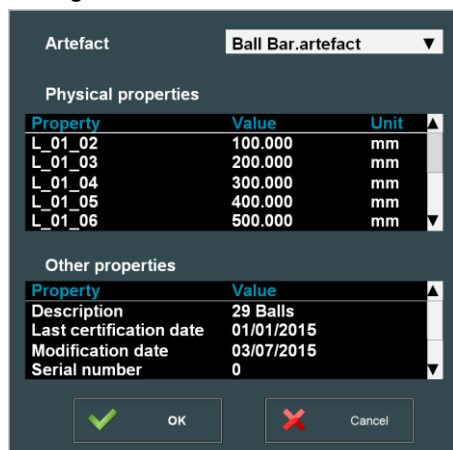 Artefact Ball Bar.artefact ▼
Physical properties
Property Value Unit
L_01_02 100.000 mm
L_01_03 200.000 mm
L_01_04 300.000 mm
L_01_05 400.000 mm
L_01_06 500.000 mm
Other properties
Property Value
Description 29 Balls
Last certification date 01/01/2015
Modification date 03/07/2015
Serial number 0
OK Cancel